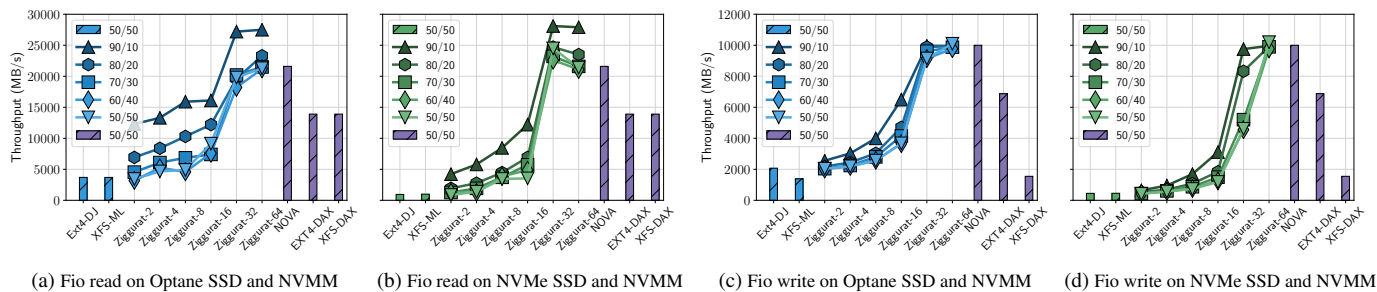 Throughput (MB/s)
30000
25000
20000
15000
10000
5000
0
50/50
90/10
80/20
70/30
60/40
50/50
50/50
Ext4-DJ
XFS-ML
Ziggurat-2
Ziggurat-4
Ziggurat-8
Ziggurat-16
Ziggurat-32
Ziggurat-64
NOVA
EXT4-DAX
XFS-DAX
(a) Fio read on Optane SSD and NVMM
50/50
90/10
80/20
70/30
60/40
50/50
50/50
Ext4-DJ
XFS-ML
Ziggurat-2
Ziggurat-4
Ziggurat-8
Ziggurat-16
Ziggurat-32
Ziggurat-64
NOVA
EXT4-DAX
XFS-DAX
(b) Fio read on NVMe SSD and NVMM
Throughput (MB/s)
12000
10000
8000
6000
4000
2000
0
50/50
90/10
80/20
70/30
60/40
50/50
50/50
Ext4-DJ
XFS-ML
Ziggurat-2
Ziggurat-4
Ziggurat-8
Ziggurat-16
Ziggurat-32
Ziggurat-64
NOVA
EXT4-DAX
XFS-DAX
(c) Fio write on Optane SSD and NVMM
50/50
90/10
80/20
70/30
60/40
50/50
50/50
Ext4-DJ
XFS-ML
Ziggurat-2
Ziggurat-4
Ziggurat-8
Ziggurat-16
Ziggurat-32
Ziggurat-64
NOVA
EXT4-DAX
XFS-DAX
(d) Fio write on NVMe SSD and NVMM